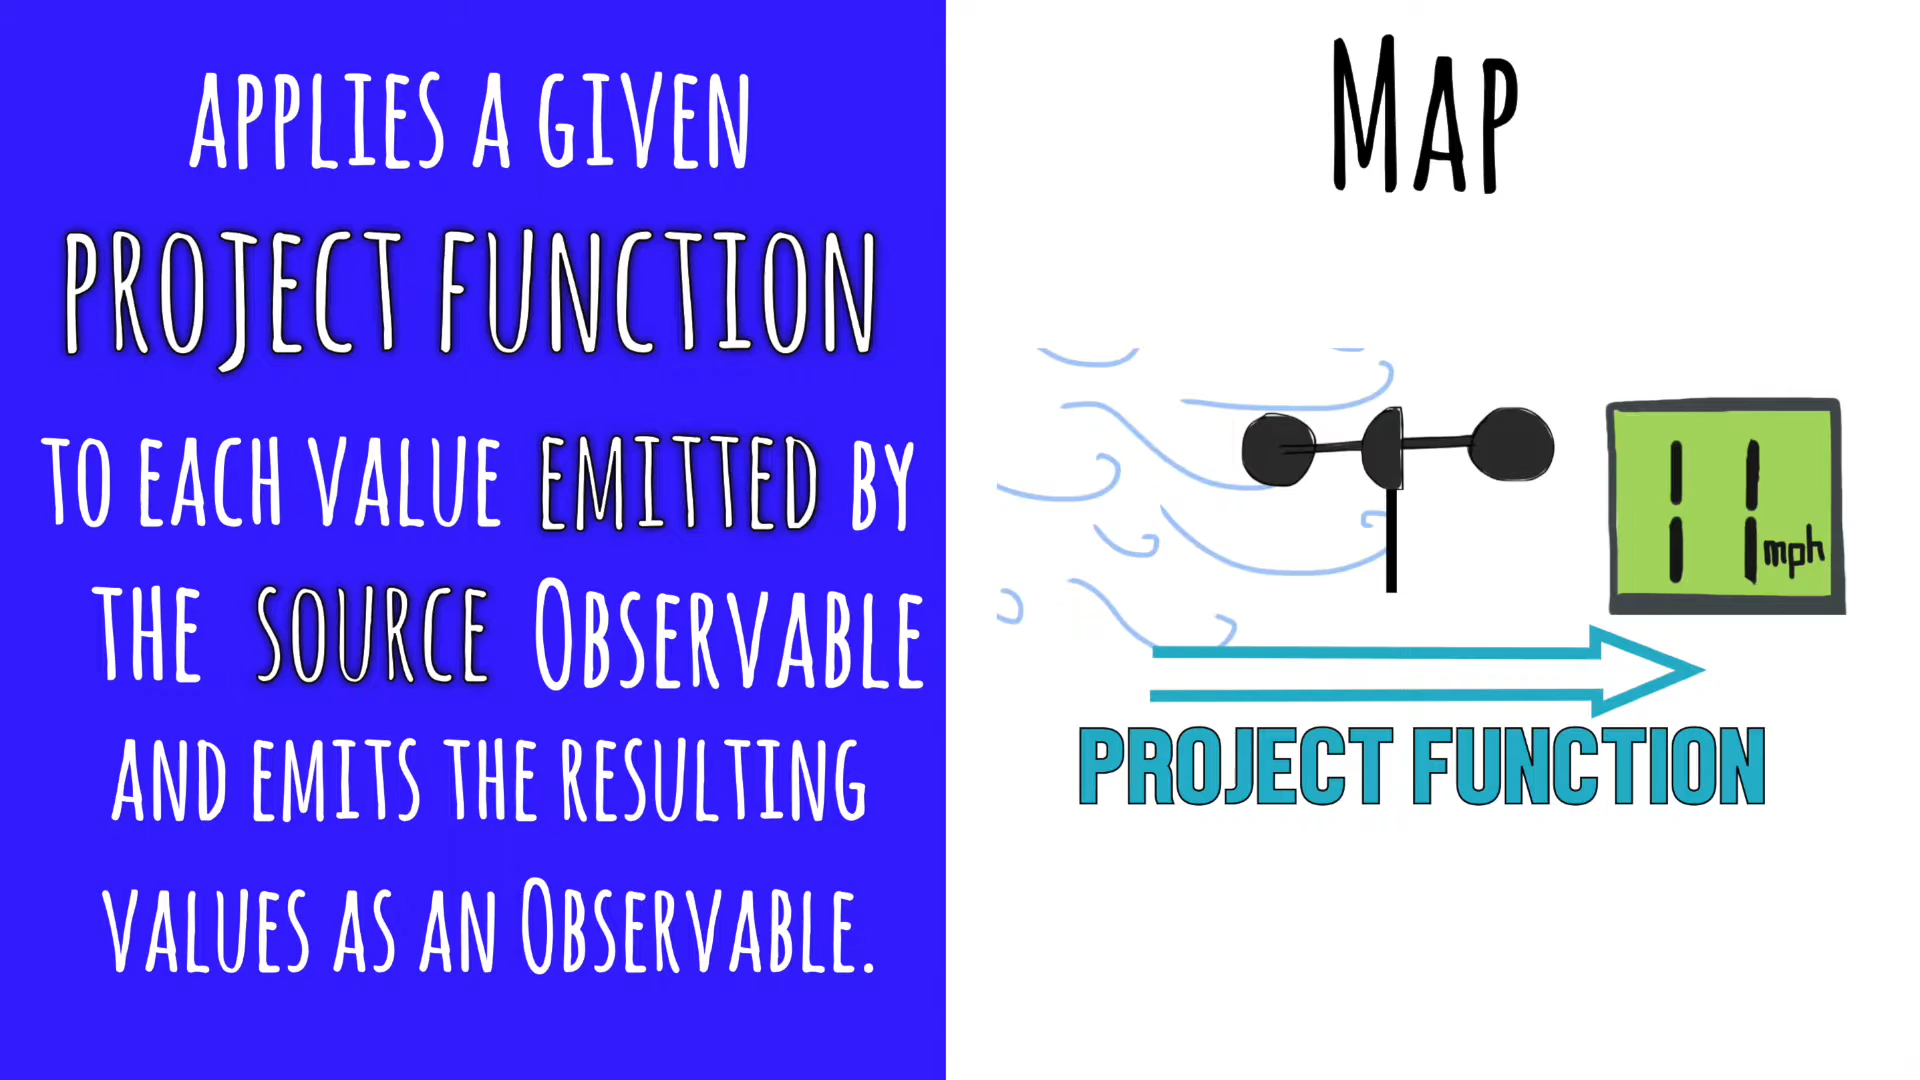 APPLIES A GIVEN
PROJECT FUNCTION
TO EACH VALUE EMITTED BY
THE SOURCE OBSERVABLE
AND EMITS THE RESULTING
VALUES AS AN OBSERVABLE.
MAP
11 mph
PROJECT FUNCTION